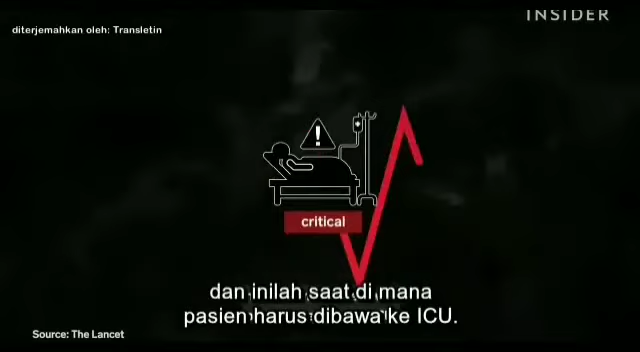 INSIDER
diterjemahkan oleh: Transletin
!
critical
dan inilah saat di mana
pasien harus dibawa ke ICU.
Source: The Lancet